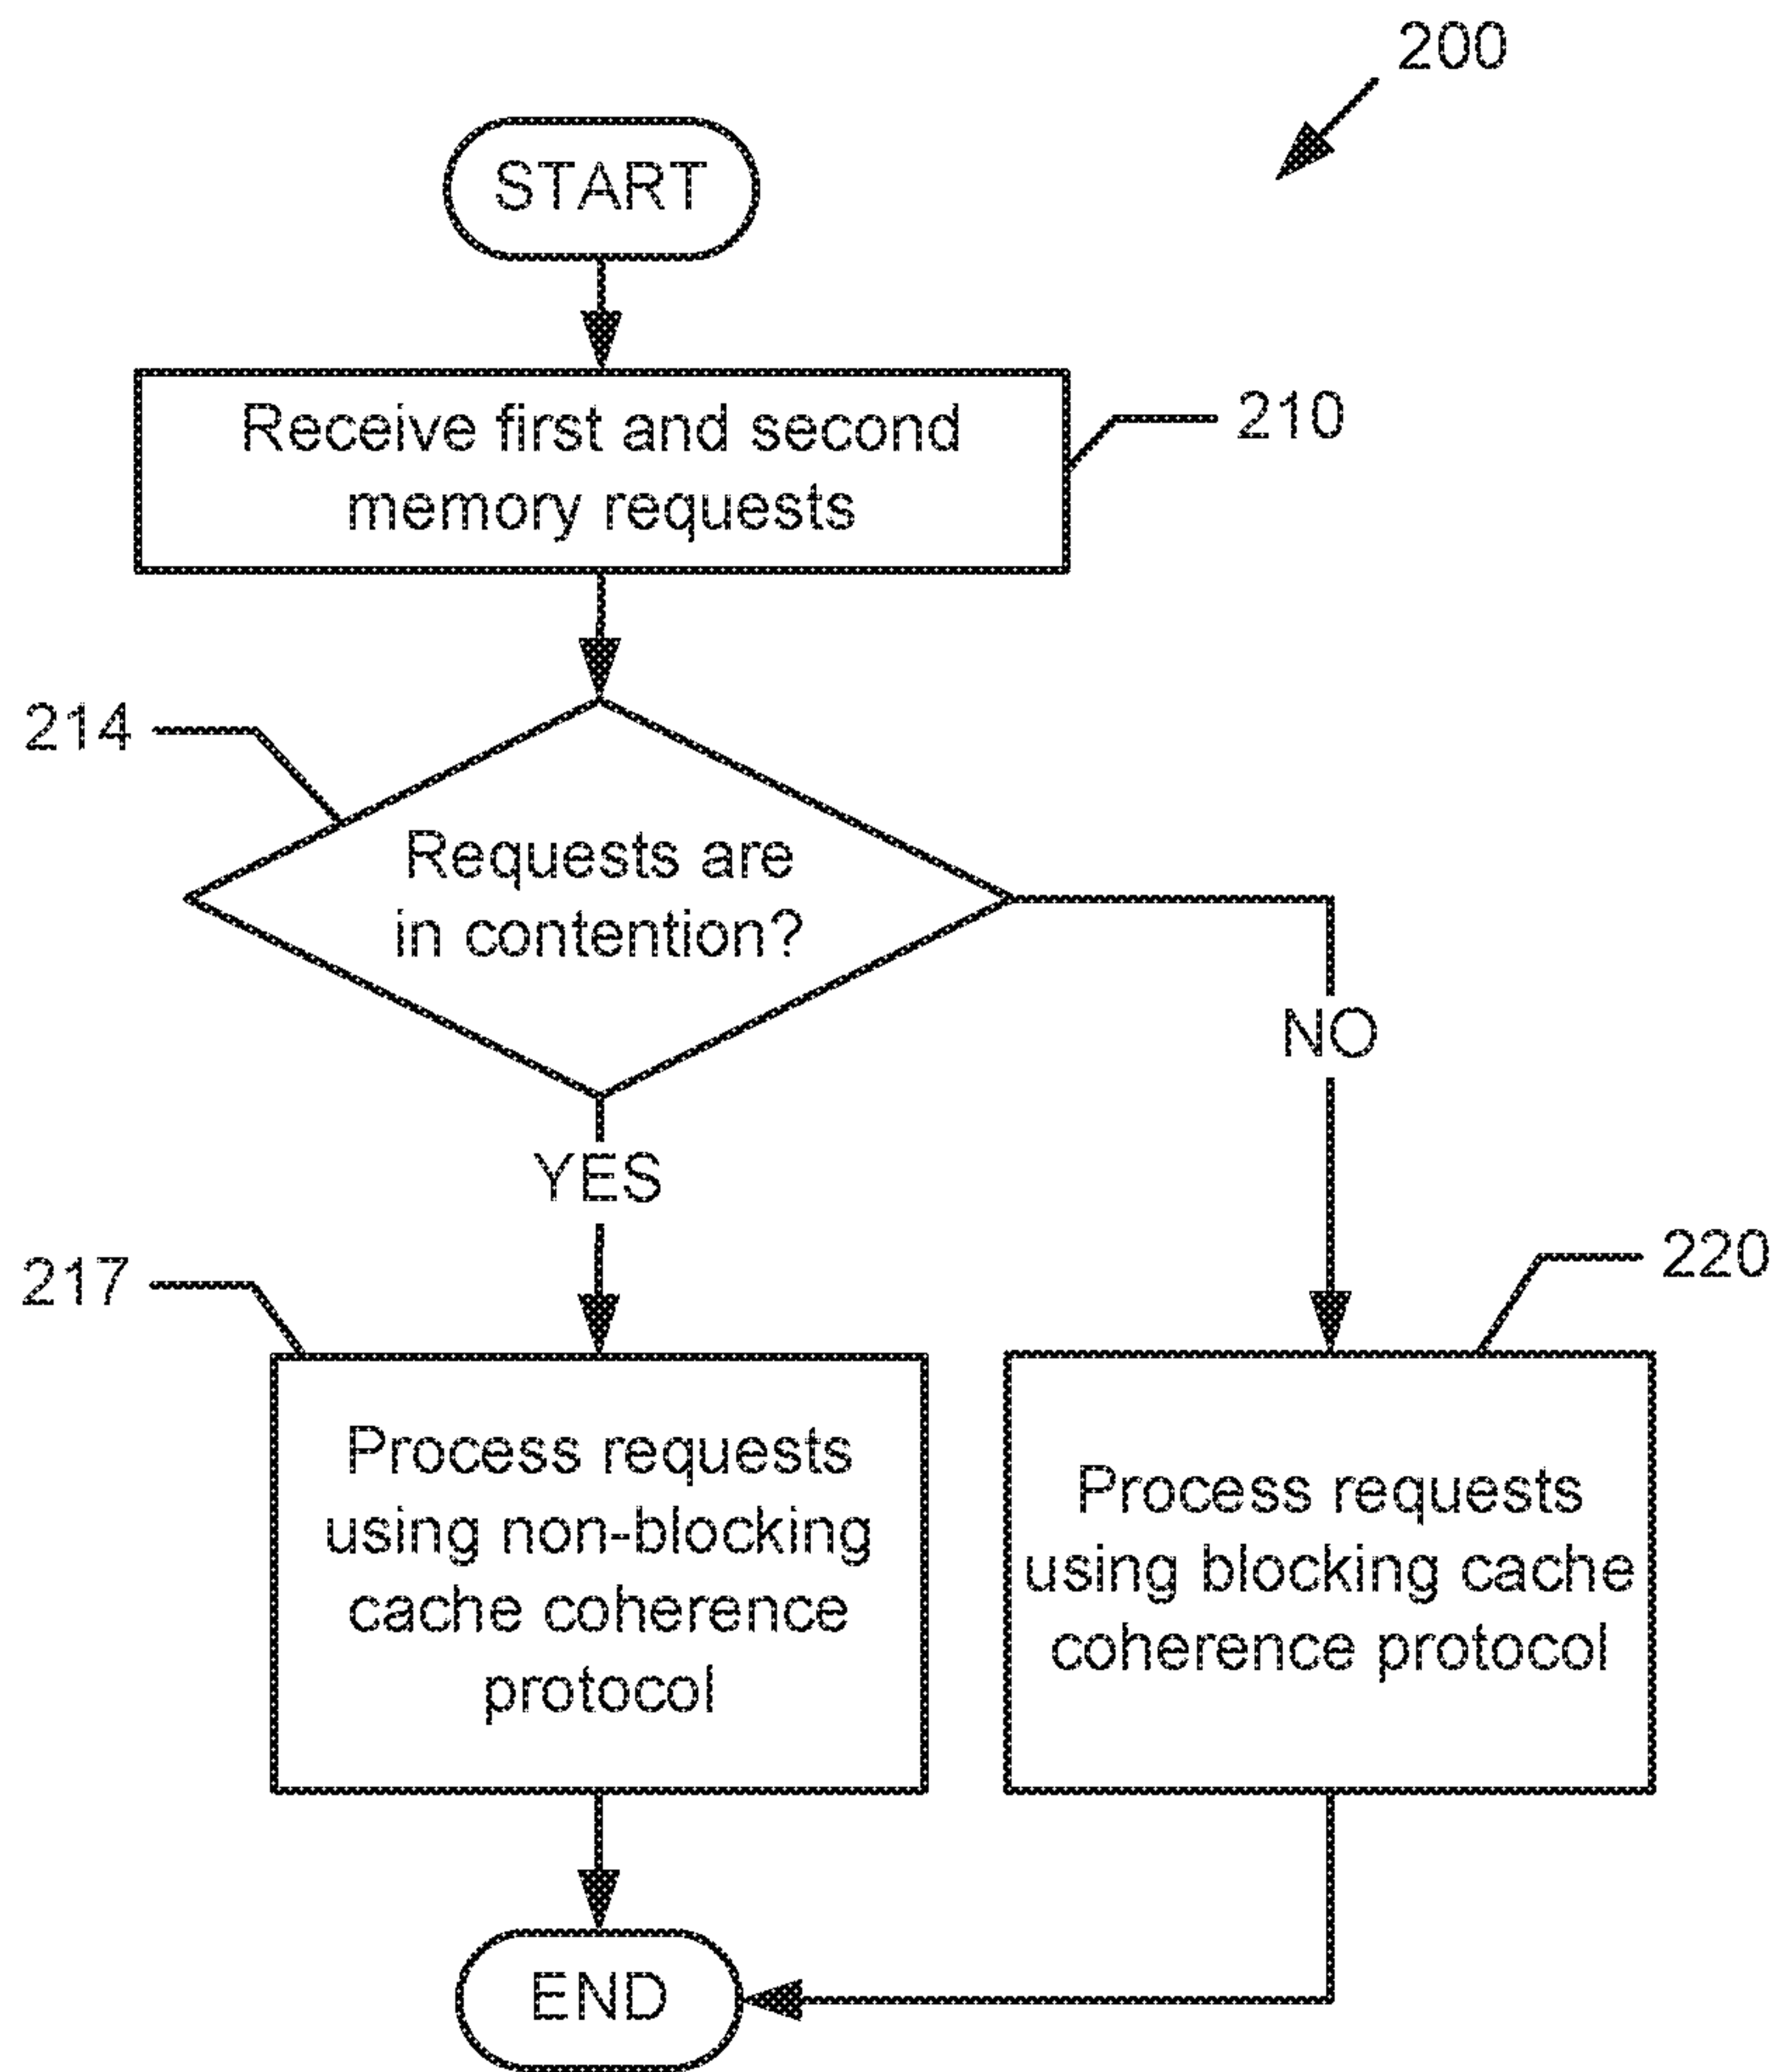 200
START
Receive first and second
memory requests
210
214
Requests are
in contention?
NO
YES
217
220
Process requests
using non-blocking
cache coherence
protocol
Process requests
using blocking cache
coherence protocol
END